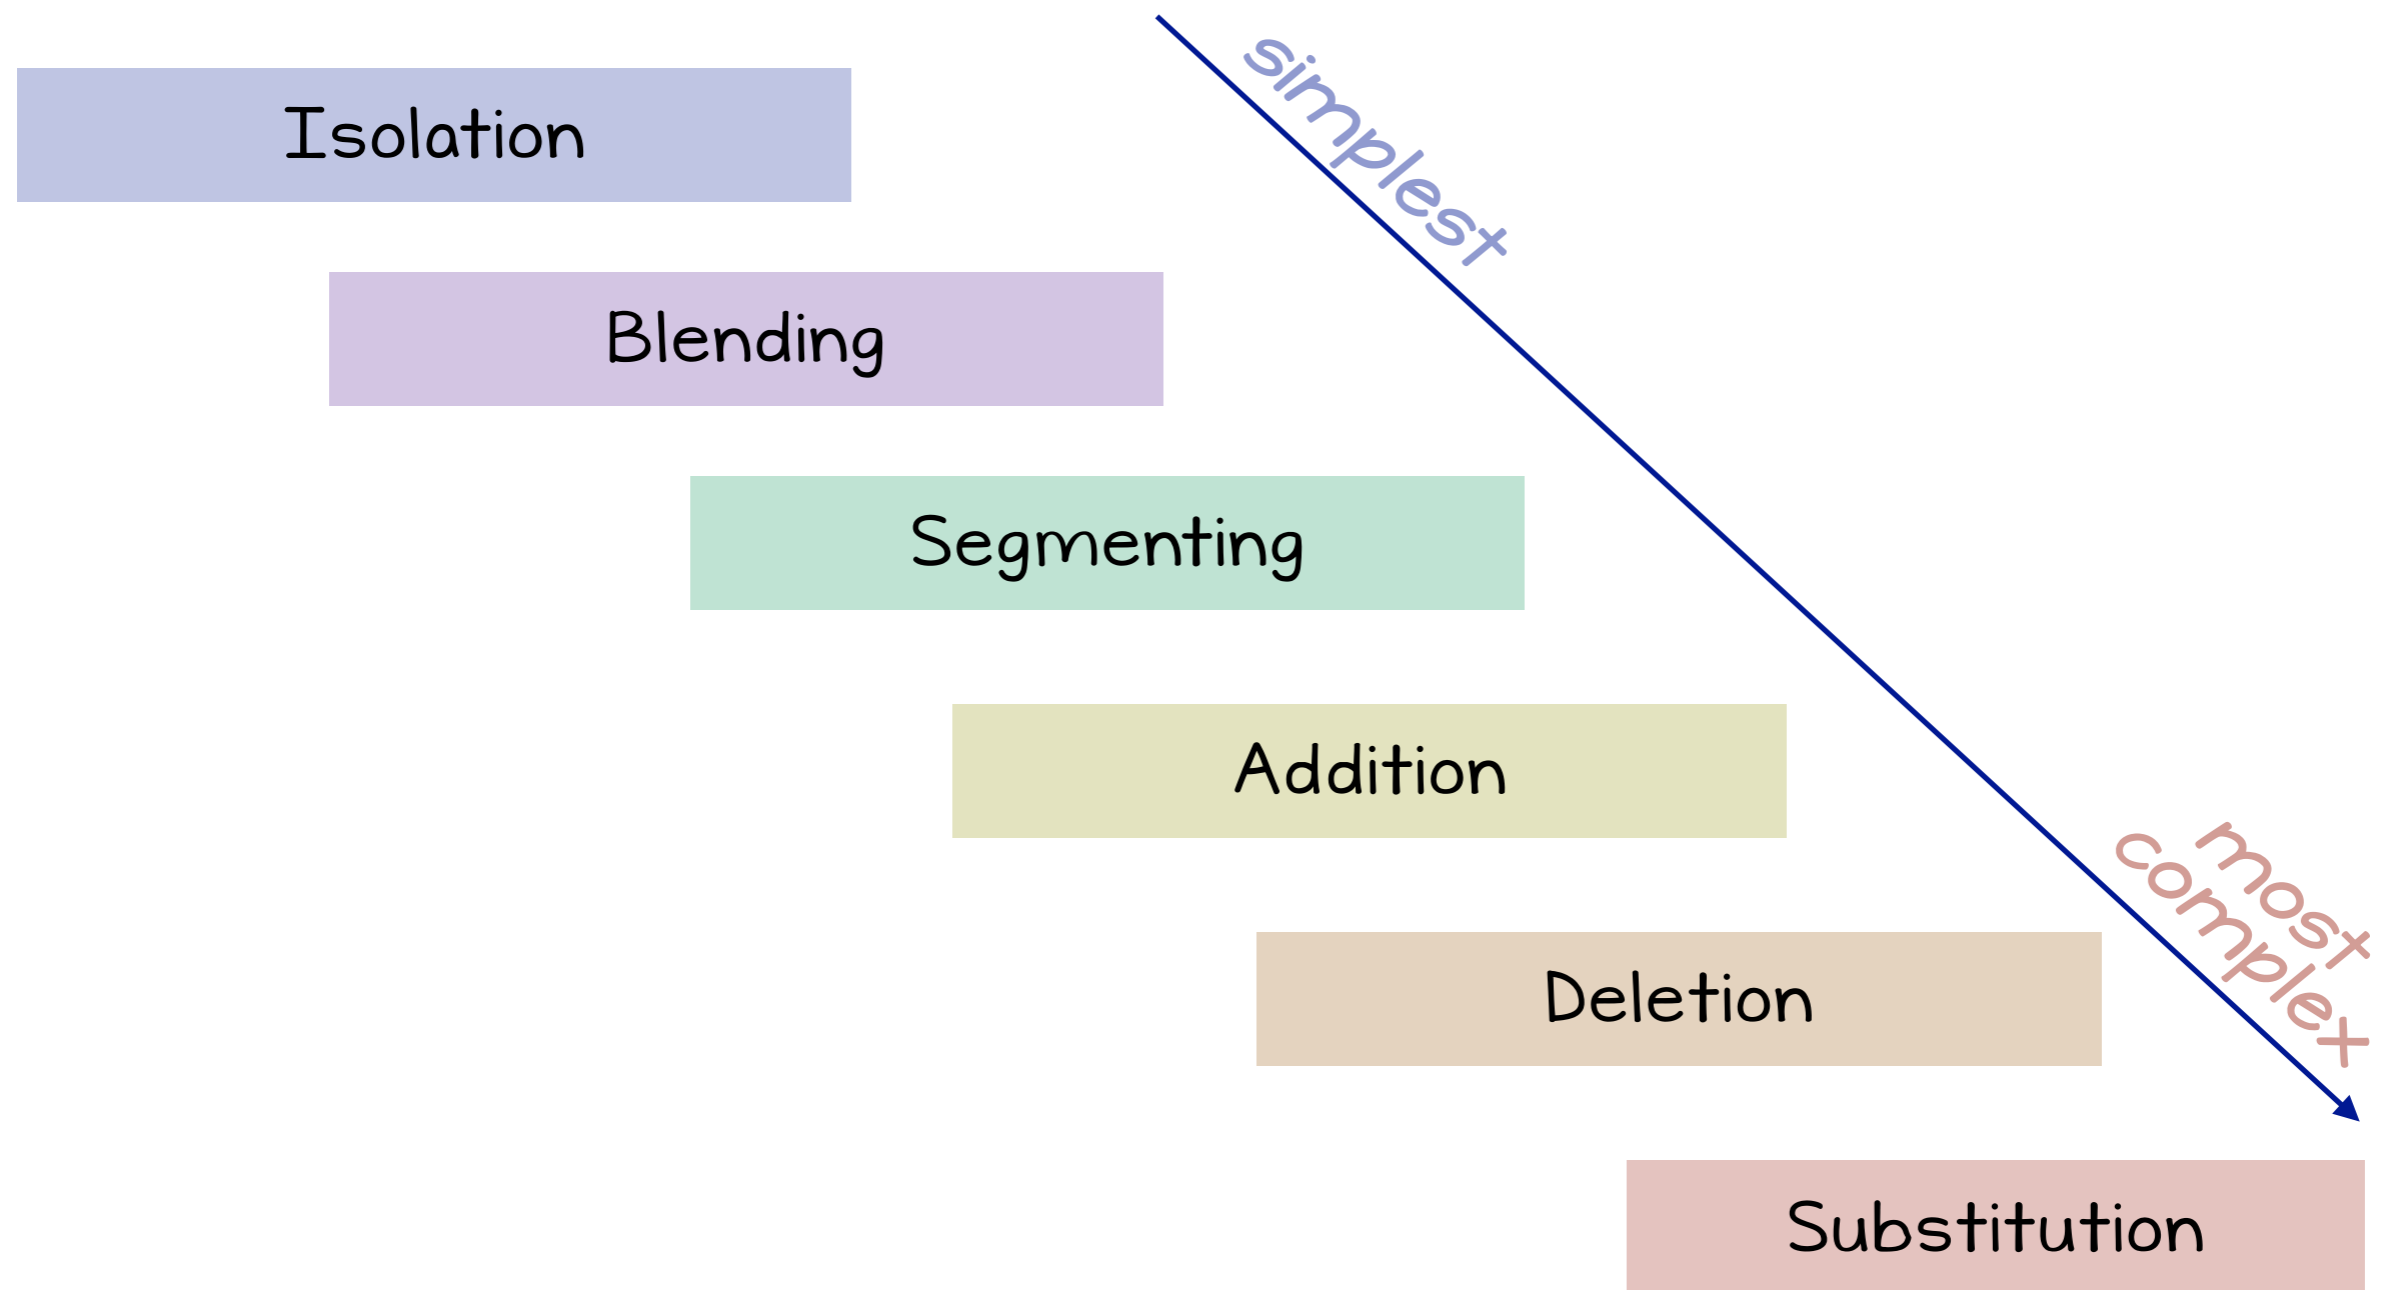 simplest
Isolation
Blending
Segmenting
Addition
most
complex
Deletion
Substitution